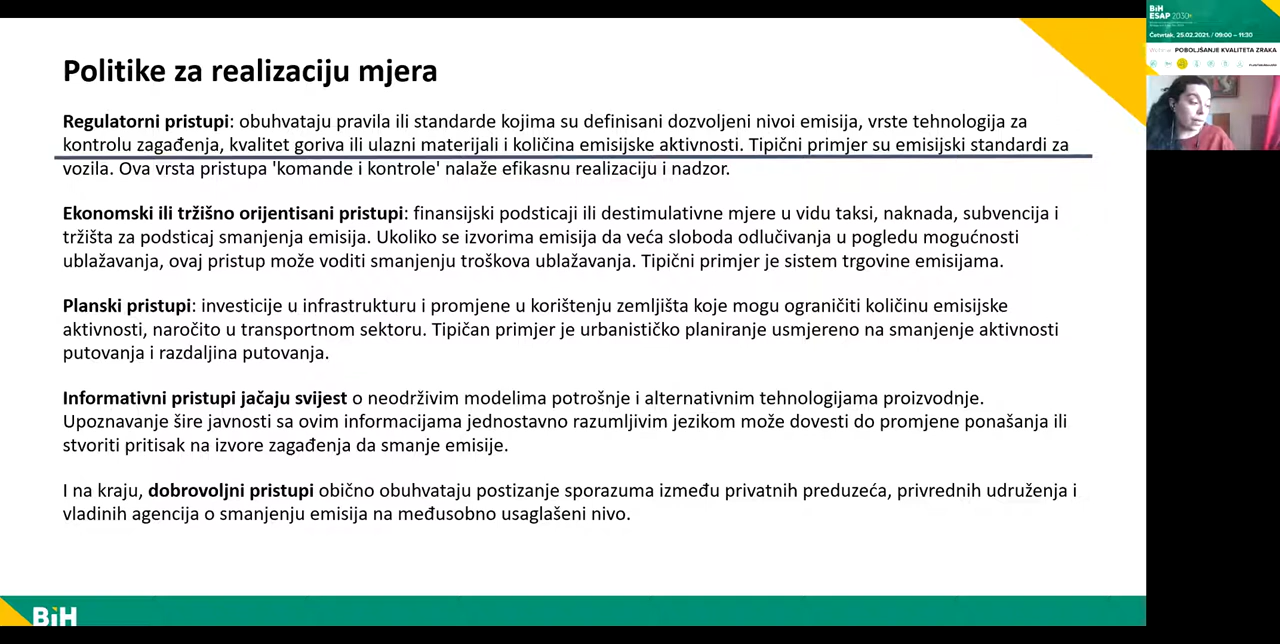 Politike za realizaciju mjera
Regulatorni pristupi: obuhvataju pravila ili standarde kojima su definisani dozvoljeni nivoi emisija, vrste tehnologija za
kontrolu zagađenja, kvalitet goriva ili ulazni materijali i količina emisijske aktivnosti. Tipični primjer su emisijski standardi za
vozila. Ova vrsta pristupa 'komande i kontrole' nalaže efikasnu realizaciju i nadzor.
Ekonomski ili tržišno orijentisani pristupi: finansijski podsticaji ili destimulativne mjere u vidu taksi, naknada, subvencija i
tržišta za podsticaj smanjenja emisija. Ukoliko se izvorima emisija da veća sloboda odlučivanja u pogledu mogućnosti
ublažavanja, ovaj pristup može voditi smanjenju troškova ublažavanja. Tipični primjer je sistem trgovine emisijama.
Planski pristupi: investicije u infrastrukturu i promjene u korištenju zemljišta koje mogu ograničiti količinu emisijske
aktivnosti, naročito u transportnom sektoru. Tipičan primjer je urbanističko planiranje usmjereno na smanjenje aktivnosti
putovanja i razdaljina putovanja.
Informativni pristupi jačaju svijest o neodrživim modelima potrošnje i alternativnim tehnologijama proizvodnje.
Upoznavanje šire javnosti sa ovim informacijama jednostavno razumljivim jezikom može dovesti do promjene ponašanja ili
stvoriti pritisak na izvore zagađenja da smanje emisije.
I na kraju, dobrovoljni pristupi obično obuhvataju postizanje sporazuma između privatnih preduzeća, privrednih udruženja i
vladinih agencija o smanjenju emisija na međusobno usaglašeni nivo.
BiH
BiH
ESAP 2030+
Četvrtak, 25.02.2021. / 09:00 – 11:30
POBOLJŠANJE KVALITETA ZRAKA